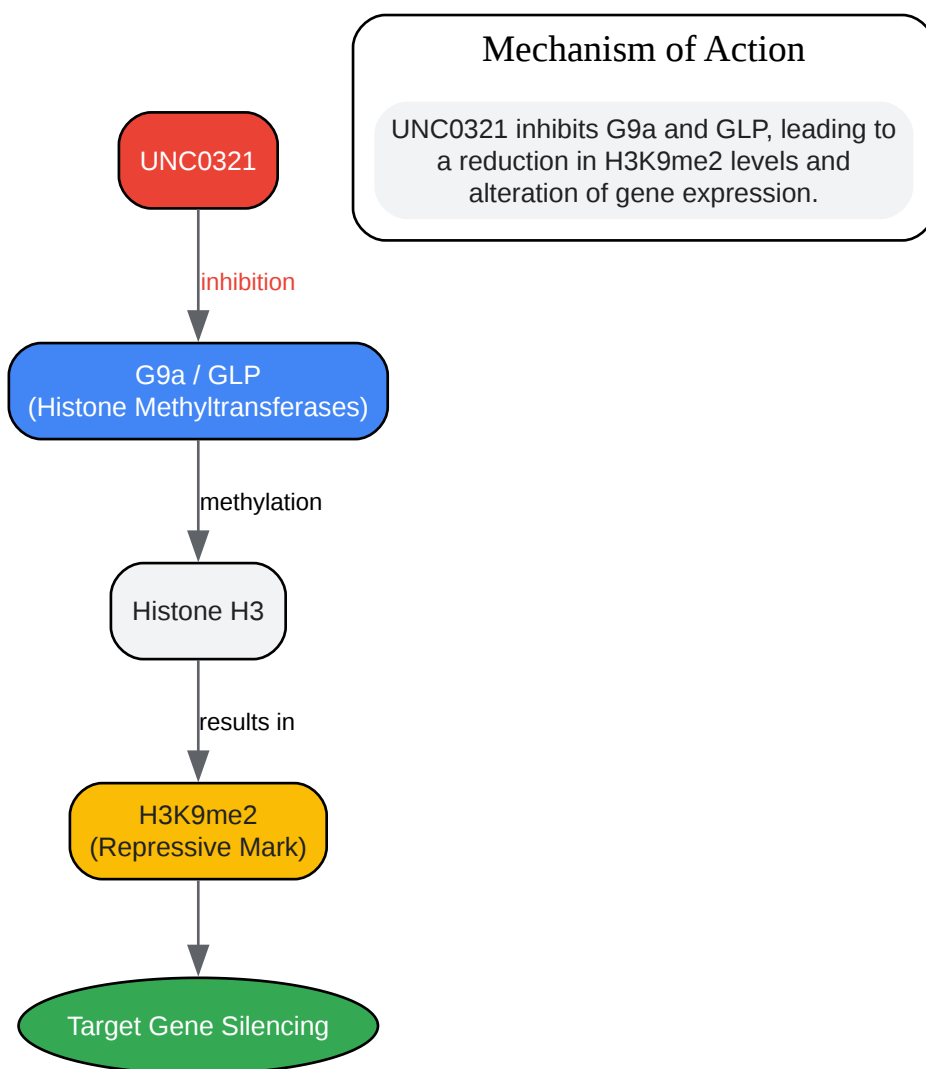 Mechanism of Action
UNC0321 inhibits G9a and GLP, leading to
a reduction in H3K9me2 levels and
alteration of gene expression.
UNC0321
inhibition
G9a / GLP
(Histone Methyltransferases)
methylation
Histone H3
results in
H3K9me2
(Repressive Mark)
Target Gene Silencing